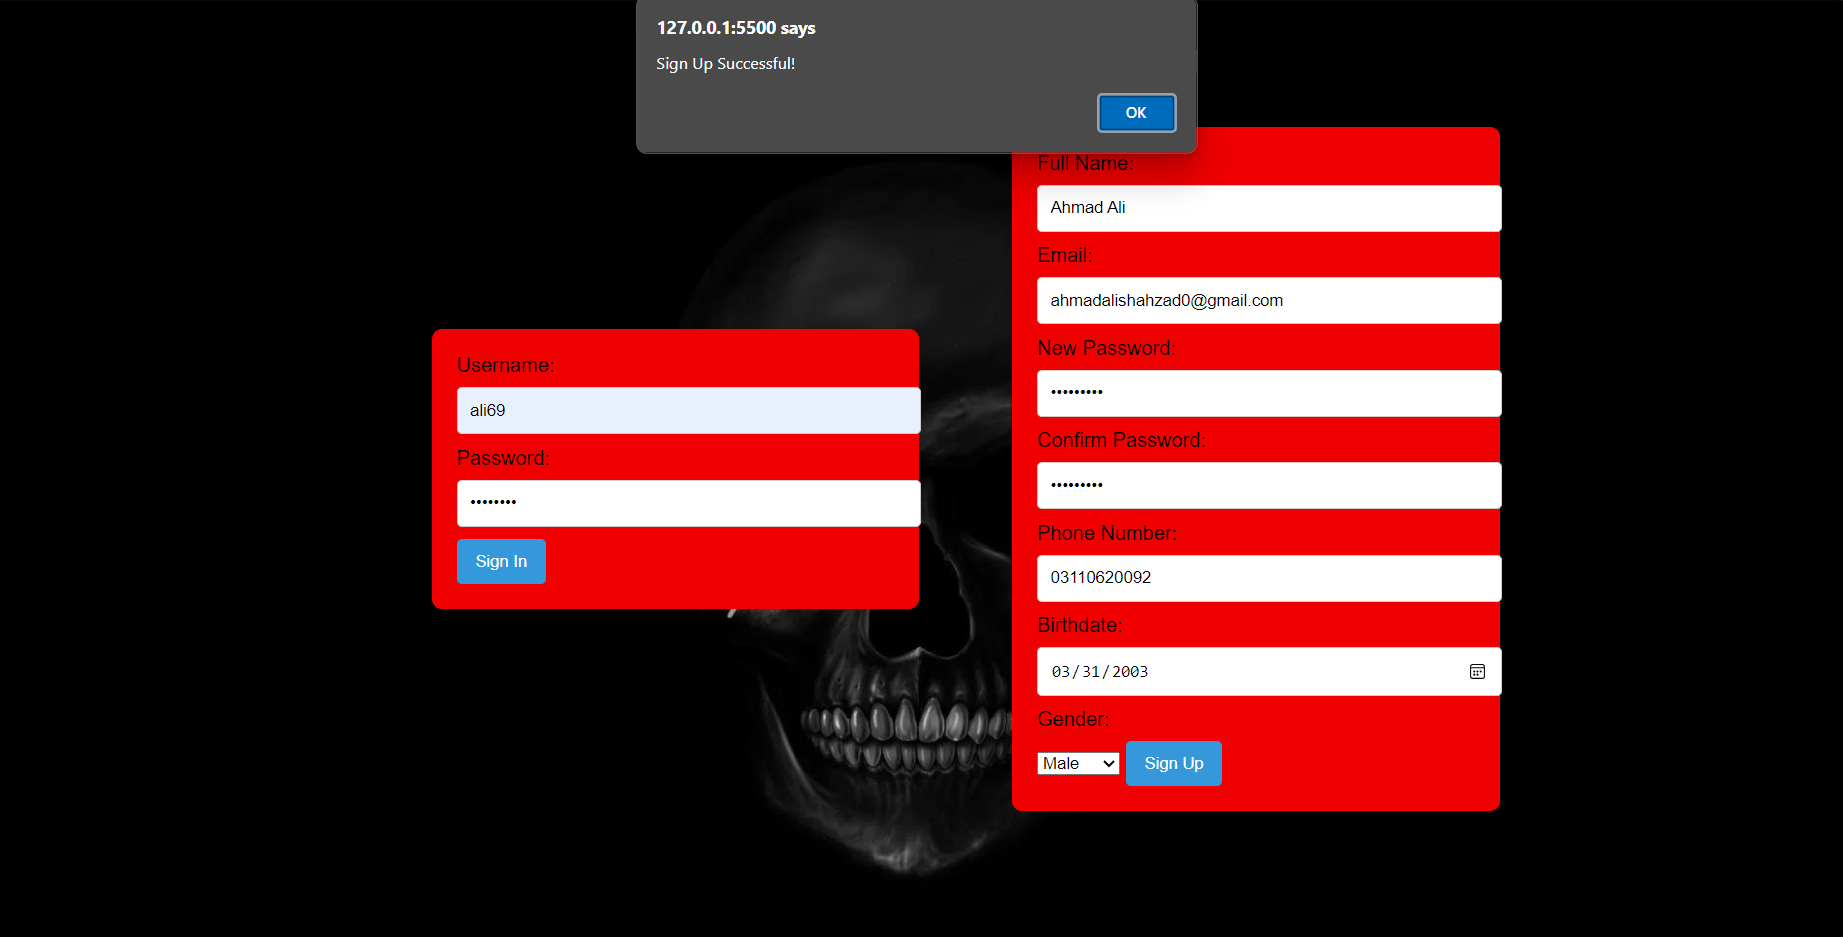 127.0.0.1:5500 says
Sign Up Successful!
OK
Username:
ali69
Password:
••••••••
Sign In
Full Name:
Ahmad Ali
Email:
ahmadalishahzad0@gmail.com
New Password:
•••••••••
Confirm Password:
•••••••••
Phone Number:
03110620092
Birthdate:
03/31/2003
Gender:
Male
Sign Up